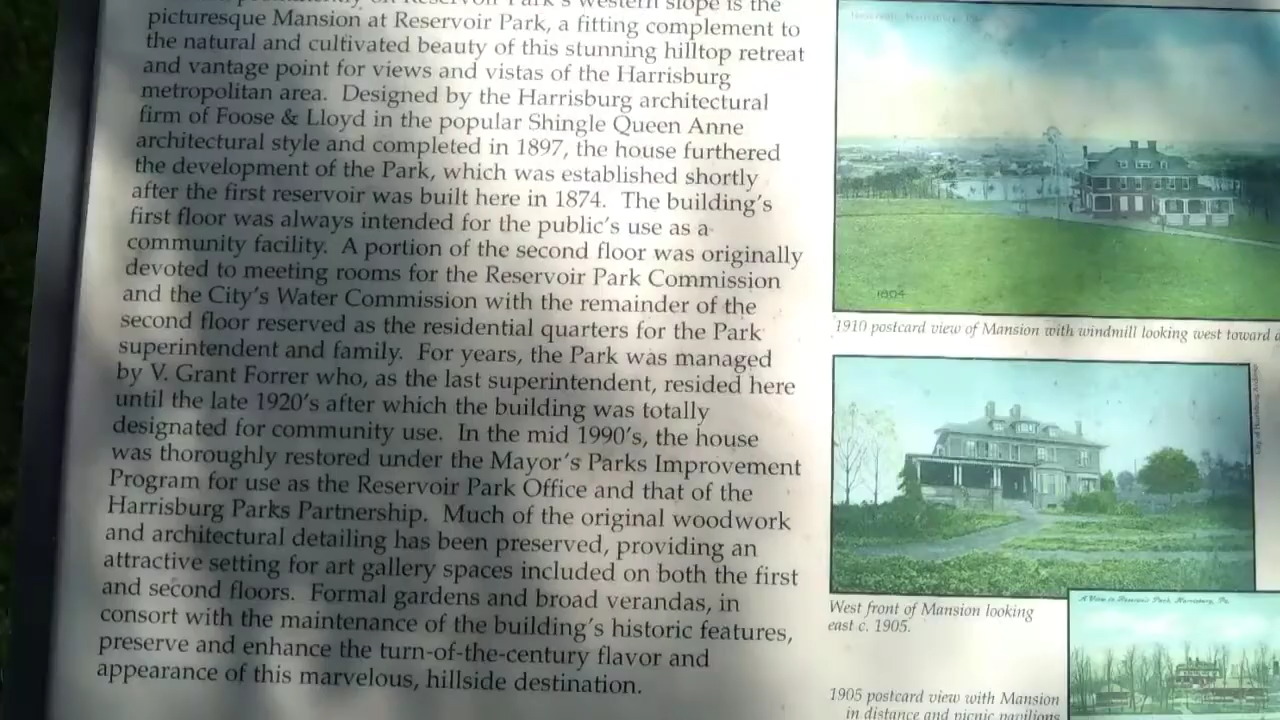 on Reservoir Park's western slope is the
picturesque Mansion at Reservoir Park, a fitting complement to
the natural and cultivated beauty of this stunning hilltop retreat
and vantage point for views and vistas of the Harrisburg
metropolitan area. Designed by the Harrisburg architectural
firm of Foose & Lloyd in the popular Shingle Queen Anne
architectural style and completed in 1897, the house furthered
the development of the Park, which was established shortly
after the first reservoir was built here in 1874. The building's
first floor was always intended for the public's use as a
community facility. A portion of the second floor was originally
devoted to meeting rooms for the Reservoir Park Commission
and the City's Water Commission with the remainder of the
second floor reserved as the residential quarters for the Park
superintendent and family. For years, the Park was managed
by V. Grant Forrer who, as the last superintendent, resided here
until the late 1920's after which the building was totally
designated for community use. In the mid 1990's, the house
was thoroughly restored under the Mayor's Parks Improvement
Program for use as the Reservoir Park Office and that of the
Harrisburg Parks Partnership. Much of the original woodwork
and architectural detailing has been preserved, providing an
attractive setting for art gallery spaces included on both the first
and second floors. Formal gardens and broad verandas, in
consort with the maintenance of the building's historic features,
preserve and enhance the turn-of-the-century flavor and
appearance of this marvelous, hillside destination.
1804
1910 postcard view of Mansion with windmill looking west toward
West front of Mansion looking
east c. 1905.
A View in Reservoir Park, Harrisburg, Pa.
1905 postcard view with Mansion
in distance and picnic pavilions